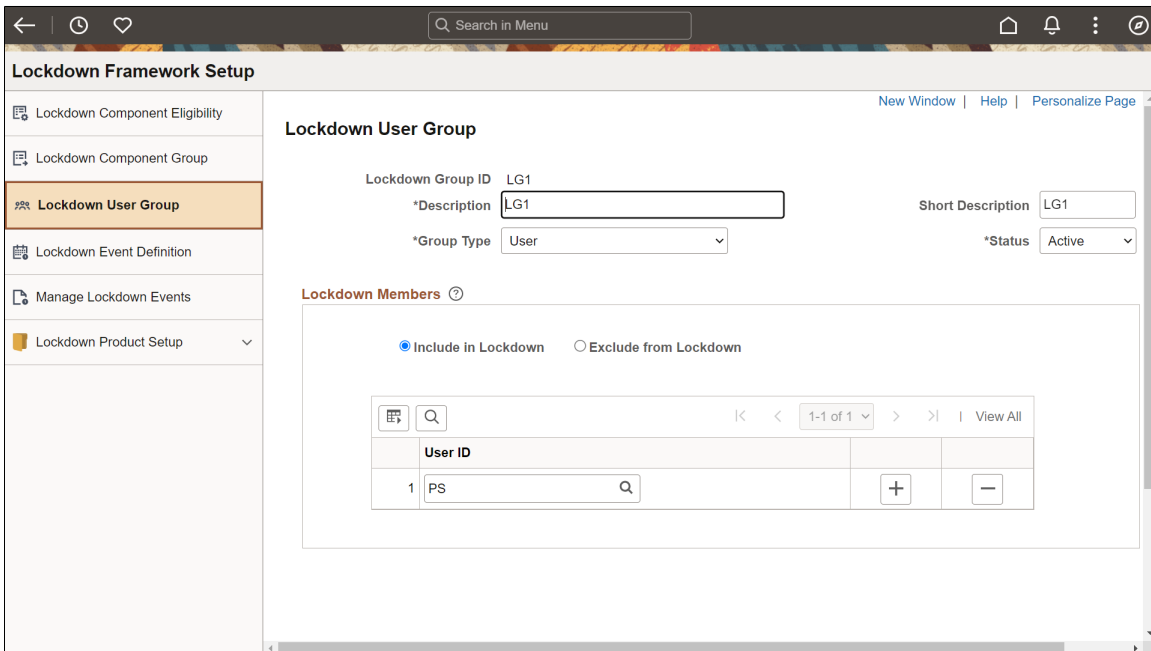 Search in Menu
Lockdown Framework Setup
New Window | Help | Personalize Page
Lockdown Component Eligibility
Lockdown Component Group
Lockdown User Group
Lockdown Event Definition
Manage Lockdown Events
Lockdown Product Setup
Lockdown User Group
Lockdown Group ID LG1
*Description LG1 Short Description LG1
*Group Type User *Status Active
Lockdown Members ?
Include in Lockdown Exclude from Lockdown
1-1 of 1 | View All
User ID
1 PS